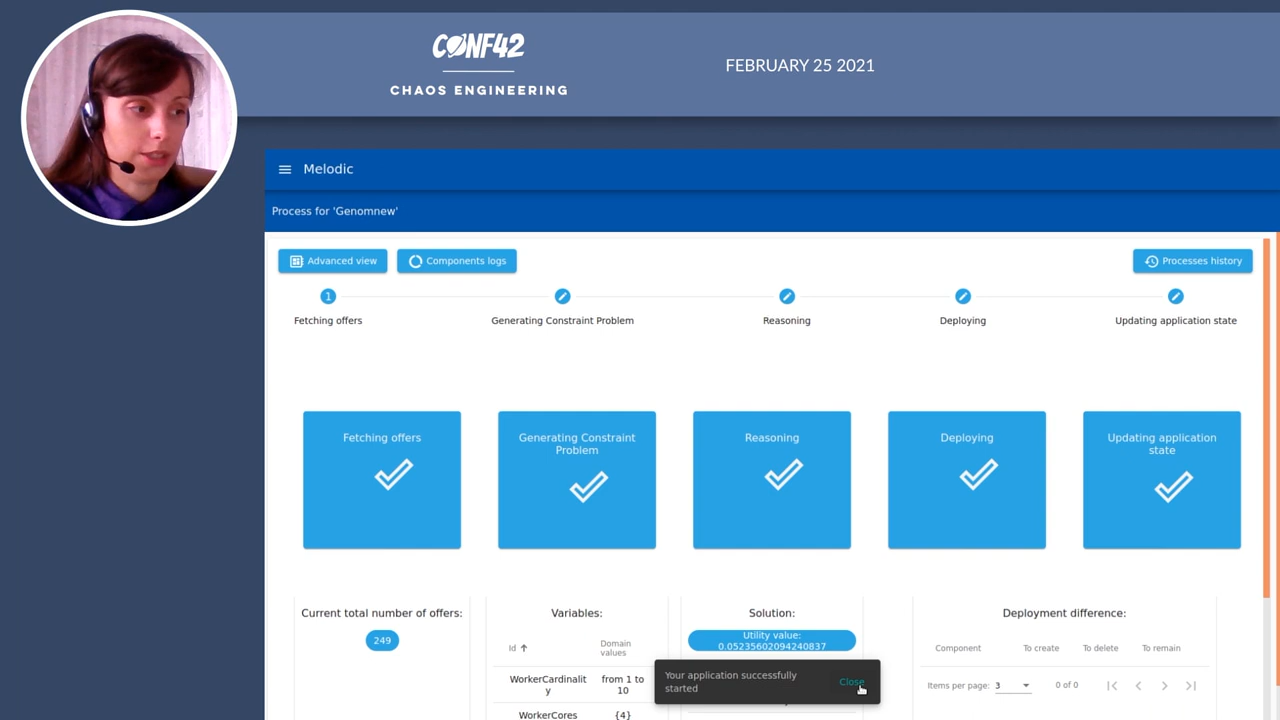 CONF42
CHAOS ENGINEERING
FEBRUARY 25 2021
Melodic
Process for 'Genomnew'
Advanced view
Components logs
Processes history
1
Fetching offers
Generating Constraint Problem
Reasoning
Deploying
Updating application state
Fetching offers
Generating Constraint
Problem
Reasoning
Deploying
Updating application
state
Current total number of offers:
249
Variables:
Id
Domain
values
WorkerCardinalit
y
from 1 to
10
WorkerCores
{4}
Solution:
Utility value:
0.05235602094240837
Deployment difference:
Component
To create
To delete
To remain
Items per page:
3
0 of 0
Your application successfully
started
Close